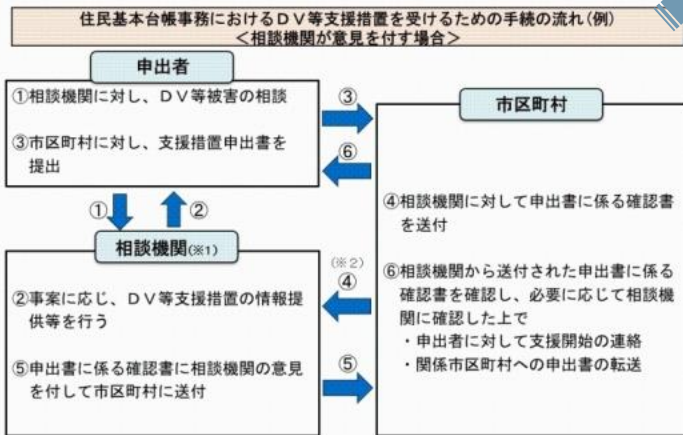 住民基本台帳事務におけるＤＶ等支援措置を受けるための手続の流れ(例)
＜相談機関が意見を付す場合＞
申出者
①相談機関に対し、ＤＶ等被害の相談
③市区町村に対し、支援措置申出書を
提出
③
⑥
①
②
相談機関(※1)
②事案に応じ、ＤＶ等支援措置の情報提
供等を行う
⑤申出書に係る確認書に相談機関の意見
を付して市区町村に送付
(※2)
④
⑤
市区町村
④相談機関に対して申出書に係る確認書
を送付
⑥相談機関から送付された申出書に係る
確認書を確認し、必要に応じて相談機
関に確認した上で
・申出者に対して支援開始の連絡
・関係市区町村への申出書の転送